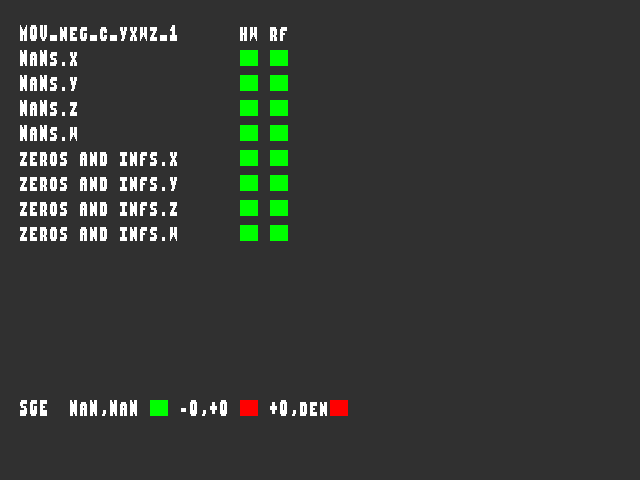 MOV_NEG_C_YXWZ_1 HW RF
NaNs.X
NaNs.Y
NaNs.Z
NaNs.W
ZEROS AND INFS.X
ZEROS AND INFS.Y
ZEROS AND INFS.Z
ZEROS AND INFS.W
SGE NaN,NaN -0,+0 +0,DEN